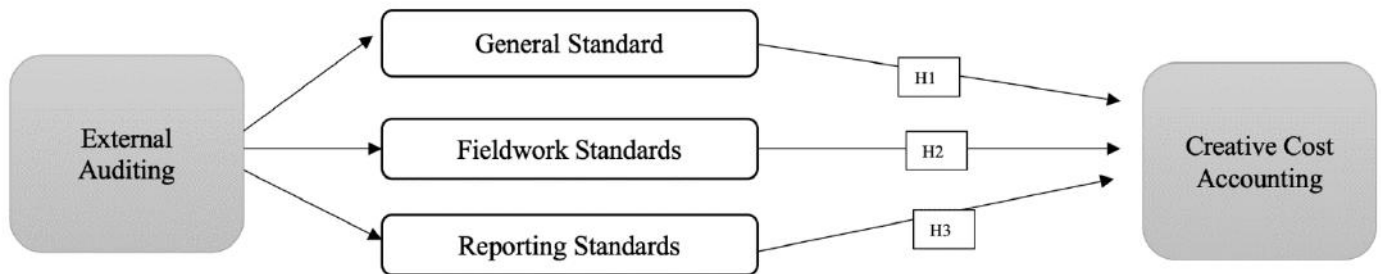 General Standard
H1
External
Auditing
Fieldwork Standards
H2
Creative Cost
Accounting
Reporting Standards
H3